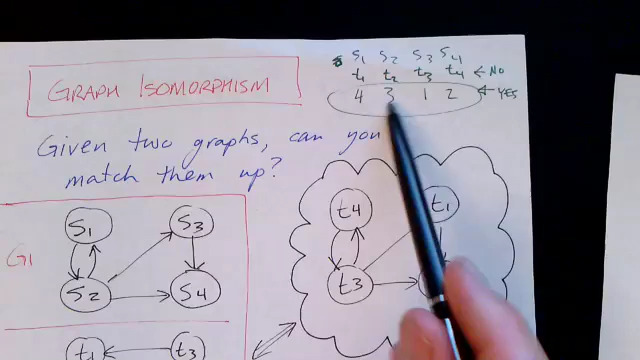 S1 S2 S3 S4
t1 t2 t3 t4 ← NO
4 3 1 2 ← YES
GRAPH ISOMORPHISM
Given two graphs, can you
match them up?
G1
S1 S3
S2 S4
t4 t1
t3
t1 t3